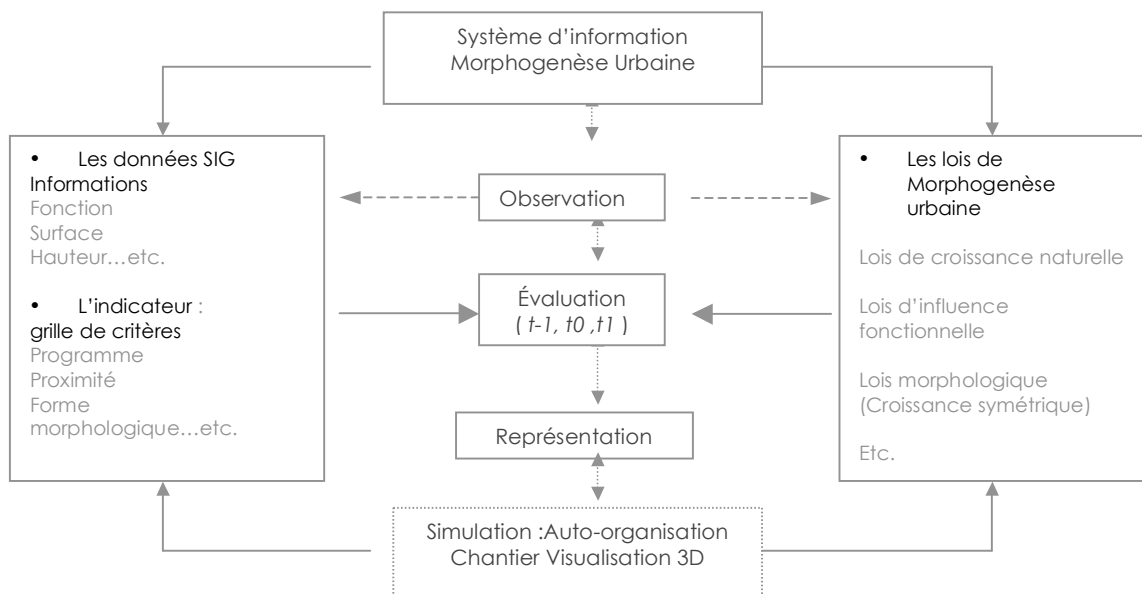 Système d’information
Morphogenèse Urbaine
• Les données SIG
Informations
Fonction
Surface
Hauteur…etc.
• L’indicateur :
grille de critères
Programme
Proximité
Forme
morphologique…etc.
Observation
Évaluation
( t-1, t0 ,t1 )
Représentation
Simulation :Auto-organisation
Chantier Visualisation 3D
• Les lois de
Morphogenèse
urbaine
Lois de croissance naturelle
Lois d’influence
fonctionnelle
Lois morphologique
(Croissance symétrique)
Etc.